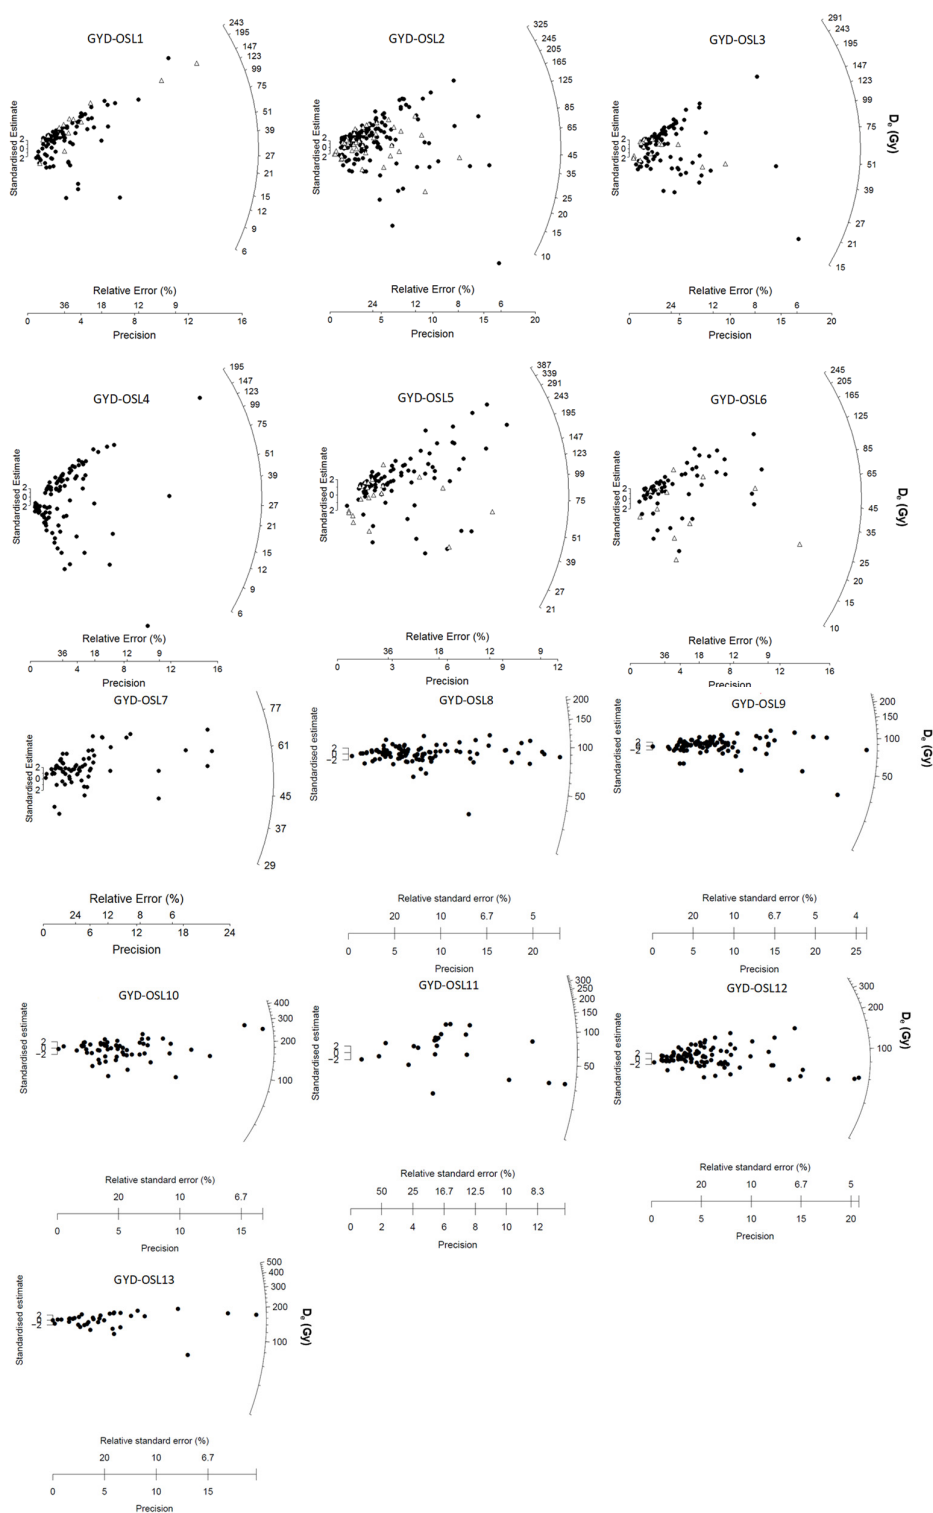 GYD-OSL1
243
195
147
123
99
75
51
39
27
21
15
12
9
6
Standardised Estimate
2
0
2
Relative Error (%)
36 18 12 9
0 4 8 12 16
Precision
GYD-OSL2
325
245
205
165
125
85
65
45
35
25
20
15
10
Standardised Estimate
2
0
2
Relative Error (%)
24 12 8 6
0 5 10 15 20
Precision
GYD-OSL3
291
243
195
147
123
99
75
51
39
27
21
15
De (Gy)
Standardised Estimate
2
0
2
Relative Error (%)
24 12 8 6
0 5 10 15 20
Precision
GYD-OSL4
195
147
123
99
75
51
39
27
21
15
12
9
6
Standardised Estimate
2
0
2
Relative Error (%)
36 18 12 9
0 4 8 12 16
Precision
GYD-OSL5
387
339
291
243
195
147
123
99
75
51
39
27
21
Standardised Estimate
2
0
2
Relative Error (%)
36 18 12 9
0 3 6 9 12
Precision
GYD-OSL6
245
205
165
125
85
65
45
35
25
20
15
10
De (Gy)
Standardised Estimate
2
0
2
Relative Error (%)
36 18 12 9
0 4 8 12 16
Precision
GYD-OSL7
77
61
45
37
29
Standardised Estimate
2
0
2
Relative Error (%)
24 12 8 6
0 6 12 18 24
Precision
GYD-OSL8
200
100
50
Standardised estimate
2
0
−2
Relative standard error (%)
20 10 6.7 5
0 5 10 15 20
Precision
GYD-OSL9
200
150
100
50
De (Gy)
Standardised estimate
2
0
−2
Relative standard error (%)
20 10 6.7 5 4
0 5 10 15 20 25
Precision
GYD-OSL10
400
300
200
100
Standardised estimate
2
0
−2
Relative standard error (%)
20 10 6.7
0 5 10 15
Precision
GYD-OSL11
300
250
200
150
100
50
Standardised estimate
2
0
−2
Relative standard error (%)
50 25 16.7 12.5 10 8.3
0 2 4 6 8 10 12
Precision
GYD-OSL12
300
200
100
De (Gy)
Standardised estimate
2
0
−2
Relative standard error (%)
20 10 6.7 5
0 5 10 15 20
Precision
GYD-OSL13
500
400
300
200
100
De (Gy)
Standardised estimate
2
0
−2
Relative standard error (%)
20 10 6.7
0 5 10 15
Precision